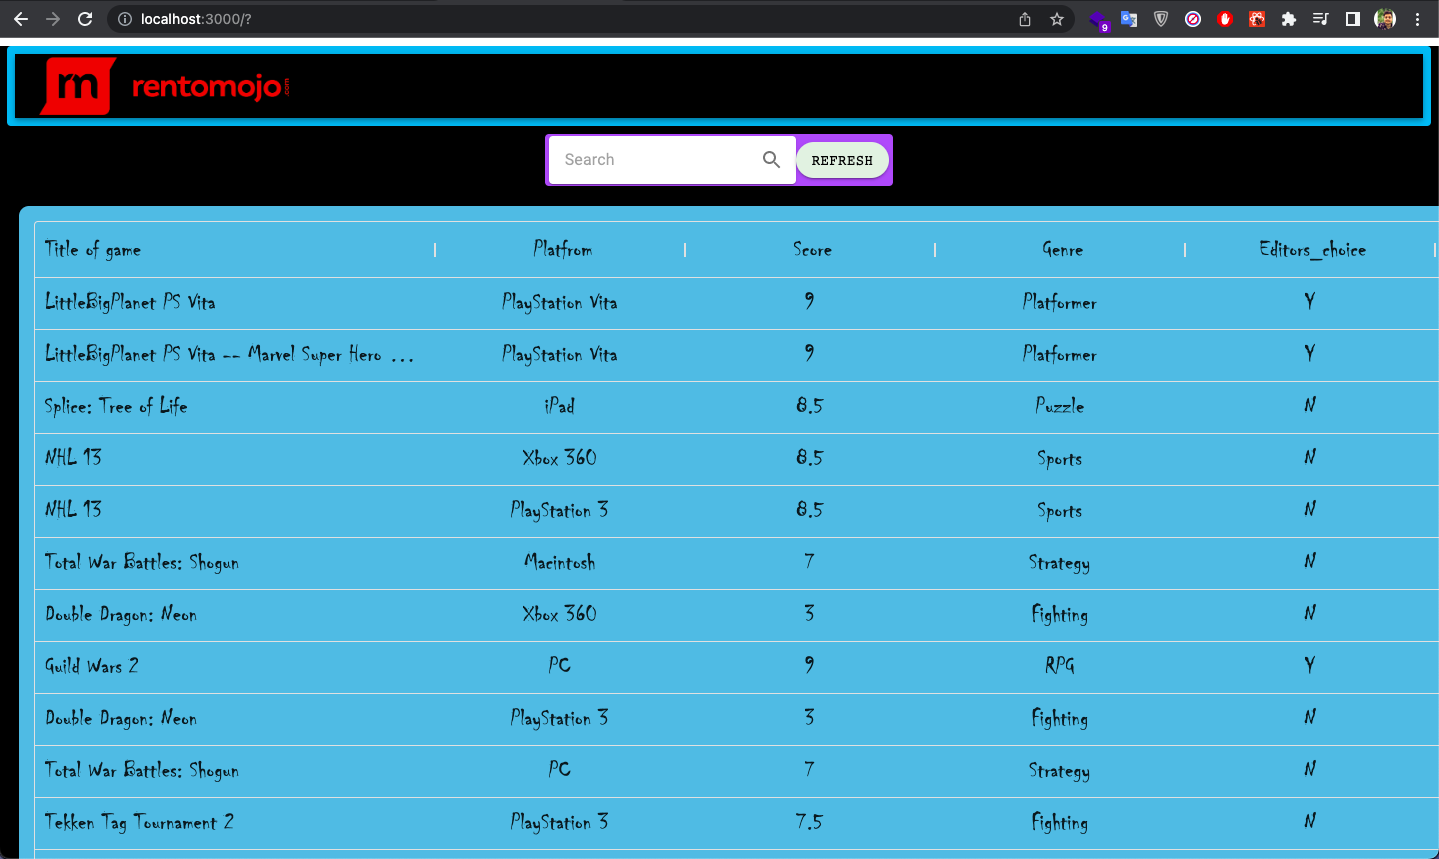 localhost:3000/?
9
m rentomojo.com
Search REFRESH
Title of game Platfrom Score Genre Editors_choice
LittleBigPlanet PS Vita PlayStation Vita 9 Platformer Y
LittleBigPlanet PS Vita -- Marvel Super Hero ... PlayStation Vita 9 Platformer Y
Splice: Tree of Life iPad 8.5 Puzzle N
NHL 13 Xbox 360 8.5 Sports N
NHL 13 PlayStation 3 8.5 Sports N
Total War Battles: Shogun Macintosh 7 Strategy N
Double Dragon: Neon Xbox 360 3 Fighting N
Guild Wars 2 PC 9 RPG Y
Double Dragon: Neon PlayStation 3 3 Fighting N
Total War Battles: Shogun PC 7 Strategy N
Tekken Tag Tournament 2 PlayStation 3 7.5 Fighting N